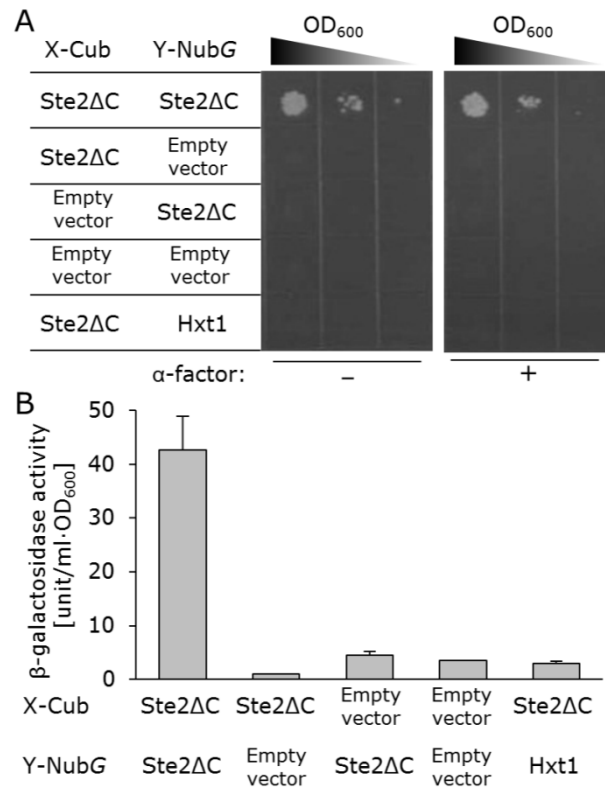 A
X-Cub Y-NubG OD600 OD600
Ste2ΔC Ste2ΔC
Ste2ΔC Empty vector
Empty vector Ste2ΔC
Empty vector Empty vector
Ste2ΔC Hxt1
α-factor: – +
B
β-galactosidase activity
[unit/ml·OD600]
50
40
30
20
10
0
X-Cub Ste2ΔC Ste2ΔC Empty vector Empty vector Ste2ΔC
Y-NubG Ste2ΔC Empty vector Ste2ΔC Empty vector Hxt1